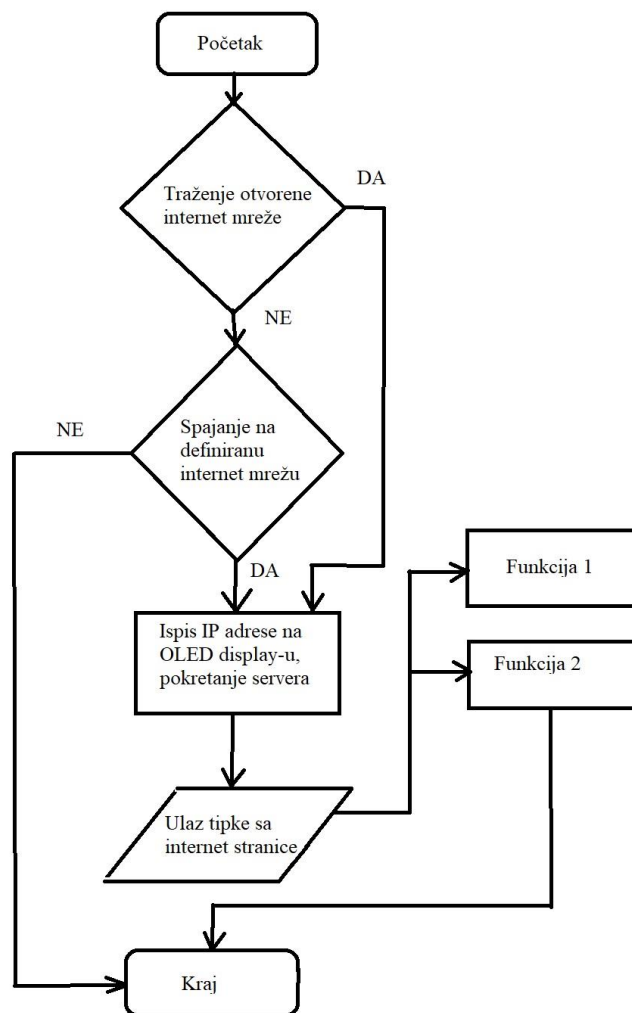 Početak
DA
Traženje otvorene
internet mreže
NE
NE
Spajanje na
definiranu
internet mrežu
DA
Funkcija 1
Ispis IP adrese na
OLED display-u,
pokretanje servera
Funkcija 2
Ulaz tipke sa
internet stranice
Kraj